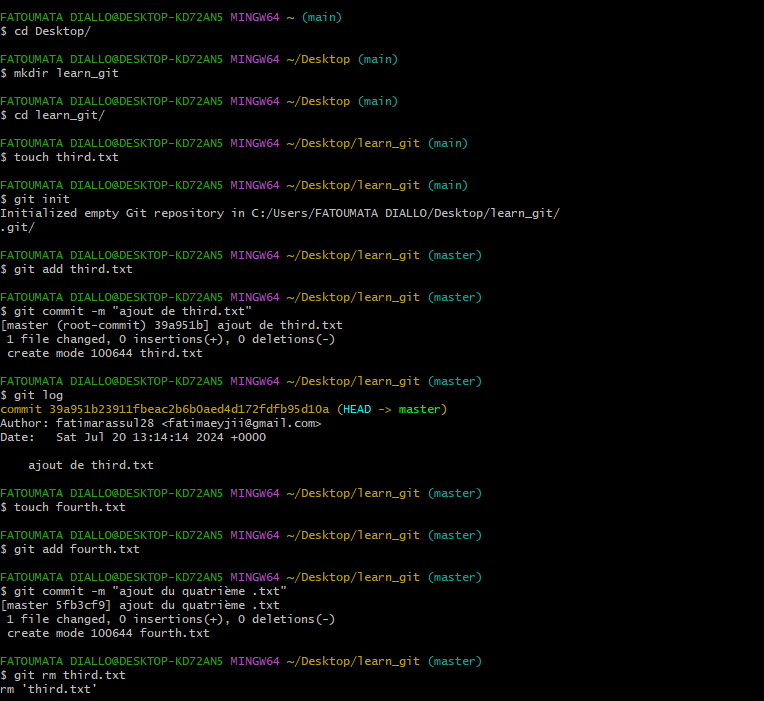 FATOUMATA DIALLO@DESKTOP-KD72AN5 MINGW64 ~ (main)
$ cd Desktop/
FATOUMATA DIALLO@DESKTOP-KD72AN5 MINGW64 ~/Desktop (main)
$ mkdir learn_git
FATOUMATA DIALLO@DESKTOP-KD72AN5 MINGW64 ~/Desktop (main)
$ cd learn_git/
FATOUMATA DIALLO@DESKTOP-KD72AN5 MINGW64 ~/Desktop/learn_git (main)
$ touch third.txt
FATOUMATA DIALLO@DESKTOP-KD72AN5 MINGW64 ~/Desktop/learn_git (main)
$ git init
Initialized empty Git repository in C:/Users/FATOUMATA DIALLO/Desktop/learn_git/
.git/
FATOUMATA DIALLO@DESKTOP-KD72AN5 MINGW64 ~/Desktop/learn_git (master)
$ git add third.txt
FATOUMATA DIALLO@DESKTOP-KD72AN5 MINGW64 ~/Desktop/learn_git (master)
$ git commit -m "ajout de third.txt"
[master (root-commit) 39a951b] ajout de third.txt
 1 file changed, 0 insertions(+), 0 deletions(-)
 create mode 100644 third.txt
FATOUMATA DIALLO@DESKTOP-KD72AN5 MINGW64 ~/Desktop/learn_git (master)
$ git log
commit 39a951b23911fbeac2b6b0aed4d172fdfb95d10a (HEAD -> master)
Author: fatimarassul28 <fatimaeyjii@gmail.com>
Date:   Sat Jul 20 13:14:14 2024 +0000
    ajout de third.txt
FATOUMATA DIALLO@DESKTOP-KD72AN5 MINGW64 ~/Desktop/learn_git (master)
$ touch fourth.txt
FATOUMATA DIALLO@DESKTOP-KD72AN5 MINGW64 ~/Desktop/learn_git (master)
$ git add fourth.txt
FATOUMATA DIALLO@DESKTOP-KD72AN5 MINGW64 ~/Desktop/learn_git (master)
$ git commit -m "ajout du quatrième .txt"
[master 5fb3cf9] ajout du quatrième .txt
 1 file changed, 0 insertions(+), 0 deletions(-)
 create mode 100644 fourth.txt
FATOUMATA DIALLO@DESKTOP-KD72AN5 MINGW64 ~/Desktop/learn_git (master)
$ git rm third.txt
rm 'third.txt'